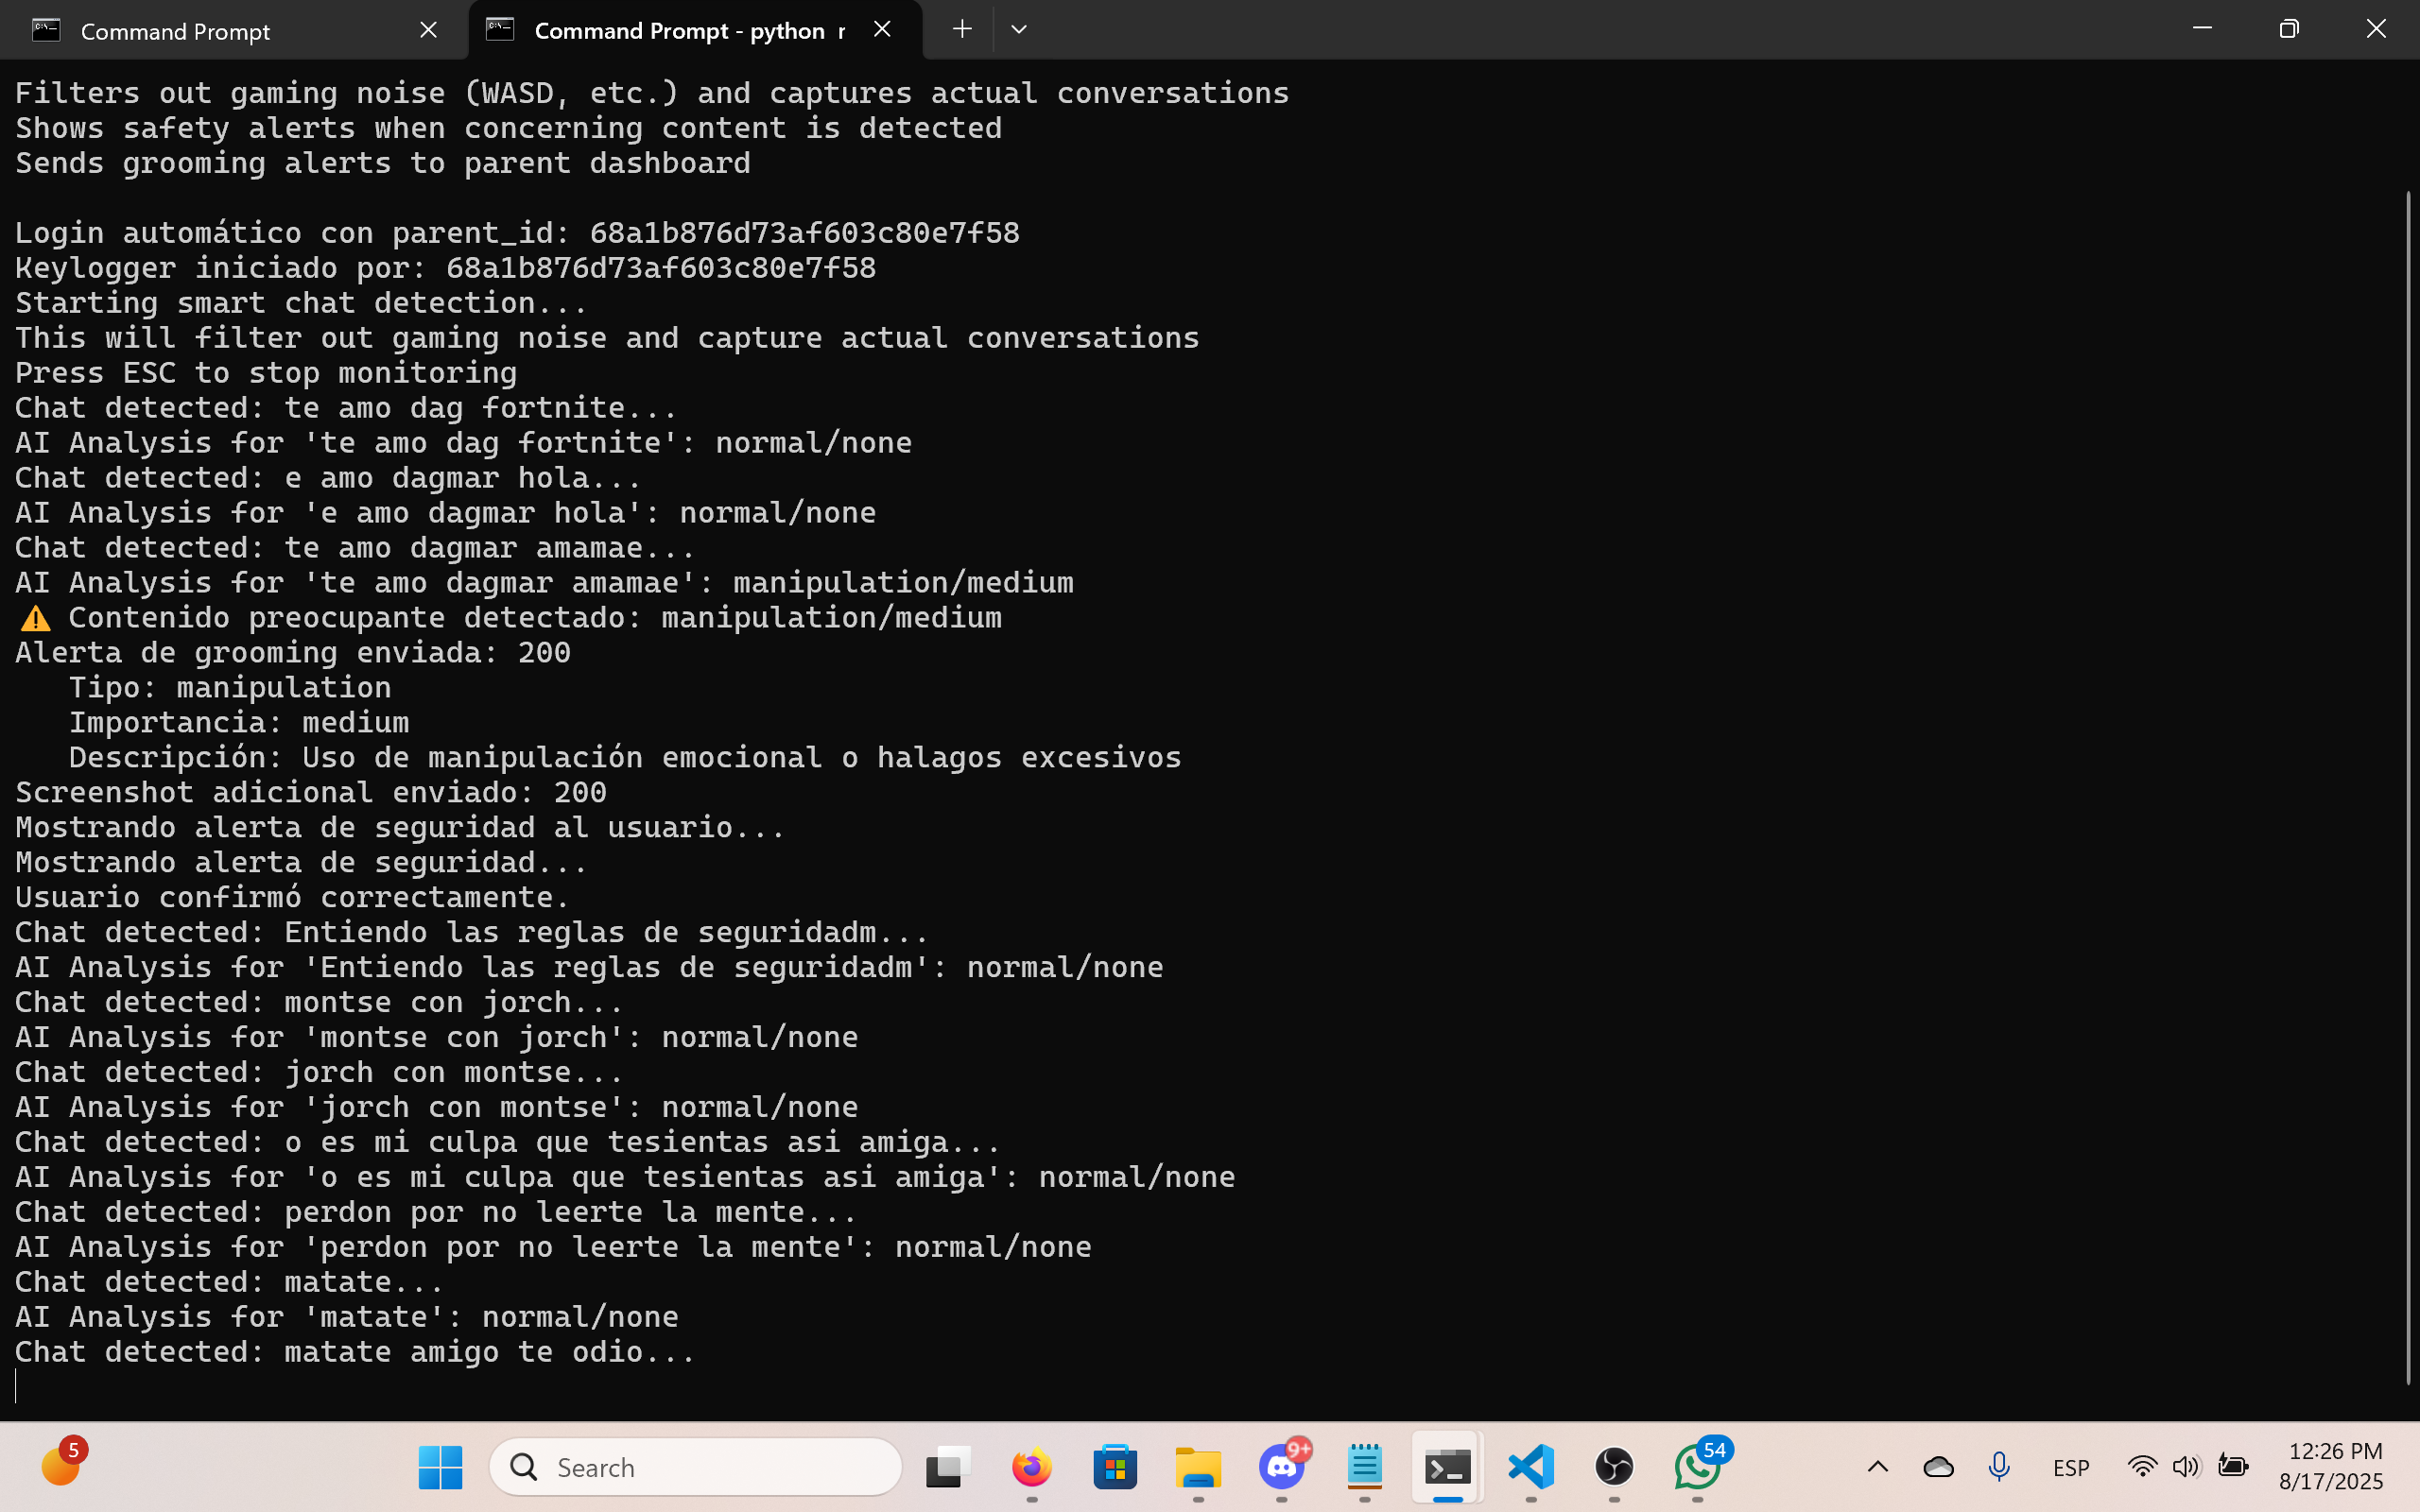 Command Prompt
Command Prompt - python r
Filters out gaming noise (WASD, etc.) and captures actual conversations
Shows safety alerts when concerning content is detected
Sends grooming alerts to parent dashboard
Login automático con parent_id: 68a1b876d73af603c80e7f58
Keylogger iniciado por: 68a1b876d73af603c80e7f58
Starting smart chat detection...
This will filter out gaming noise and capture actual conversations
Press ESC to stop monitoring
Chat detected: te amo dag fortnite...
AI Analysis for 'te amo dag fortnite': normal/none
Chat detected: e amo dagmar hola...
AI Analysis for 'e amo dagmar hola': normal/none
Chat detected: te amo dagmar amamae...
AI Analysis for 'te amo dagmar amamae': manipulation/medium
⚠️ Contenido preocupante detectado: manipulation/medium
Alerta de grooming enviada: 200
Tipo: manipulation
Importancia: medium
Descripción: Uso de manipulación emocional o halagos excesivos
Screenshot adicional enviado: 200
Mostrando alerta de seguridad al usuario...
Mostrando alerta de seguridad...
Usuario confirmó correctamente.
Chat detected: Entiendo las reglas de seguridadm...
AI Analysis for 'Entiendo las reglas de seguridadm': normal/none
Chat detected: montse con jorch...
AI Analysis for 'montse con jorch': normal/none
Chat detected: jorch con montse...
AI Analysis for 'jorch con montse': normal/none
Chat detected: o es mi culpa que tesientas asi amiga...
AI Analysis for 'o es mi culpa que tesientas asi amiga': normal/none
Chat detected: perdon por no leerte la mente...
AI Analysis for 'perdon por no leerte la mente': normal/none
Chat detected: matate...
AI Analysis for 'matate': normal/none
Chat detected: matate amigo te odio...
5
Search
9+
54
ESP
12:26 PM
8/17/2025